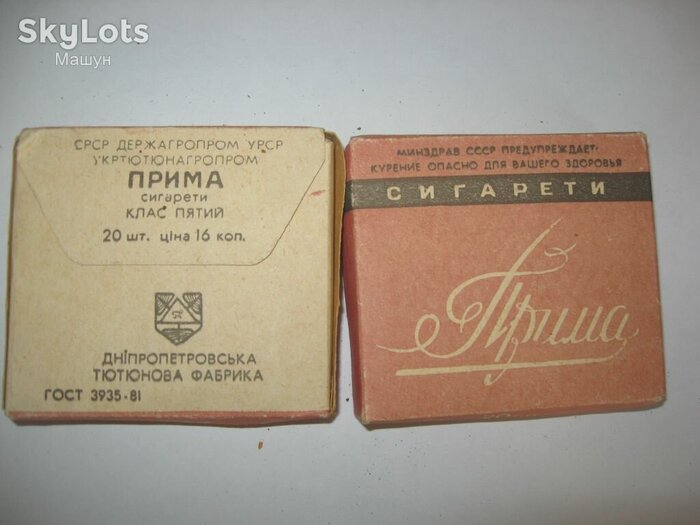 SkyLots
Машун
СРСР ДЕРЖАГРОПРОМ УРСР
УКРТЮТЮНАГРОПРОМ
ПРИМА
сигарети
КЛАС ПЯТИЙ
20 шт. ціна 16 коп.
ДНІПРОПЕТРОВСЬКА
ТЮТЮНОВА ФАБРИКА
ГОСТ 3935-81
МИНЗДРАВ СССР ПРЕДУПРЕЖДАЕТ:
КУРЕНИЕ ОПАСНО ДЛЯ ВАШЕГО ЗДОРОВЬЯ
СИГАРЕТИ
Прима